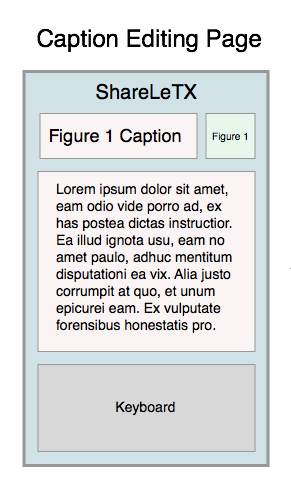 Caption Editing Page
ShareLeTX
Figure 1 Caption
Figure 1
Lorem ipsum dolor sit amet,
eam odio vide porro ad, ex
has postea dictas instructior.
Ea illud ignota usu, eam no
amet paulo, adhuc mentitum
disputationi ea vix. Alia justo
corrumpit at quo, et unum
epicurei eam. Ex vulputate
forensibus honestatis pro.
Keyboard